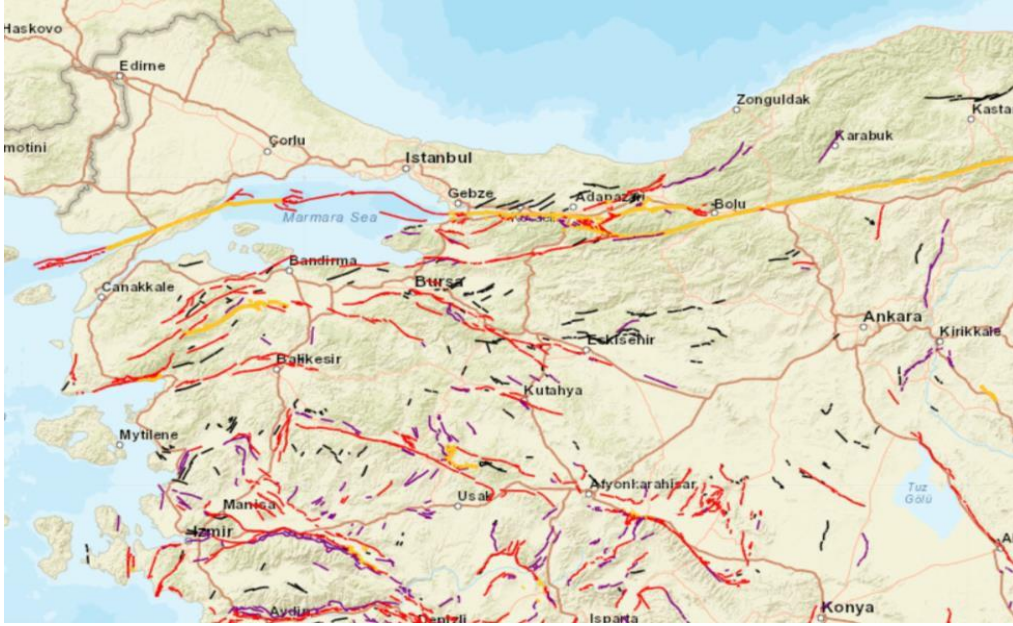 Haskovo
Edirne
Zonguldak
Kasta
Karabuk
motini
Çorlu
Istanbul
Gebze
Adapazari
Marmara Sea
Bolu
Bandirma
Canakkale
Bursa
Ankara
Kirikkale
Eskisehir
Balikesir
Kutahya
Mytilene
Afyonkarahisar
Tuz
Gölü
Usak
Manisa
Izmir
Aydin
Denizli
Isparta
Konya